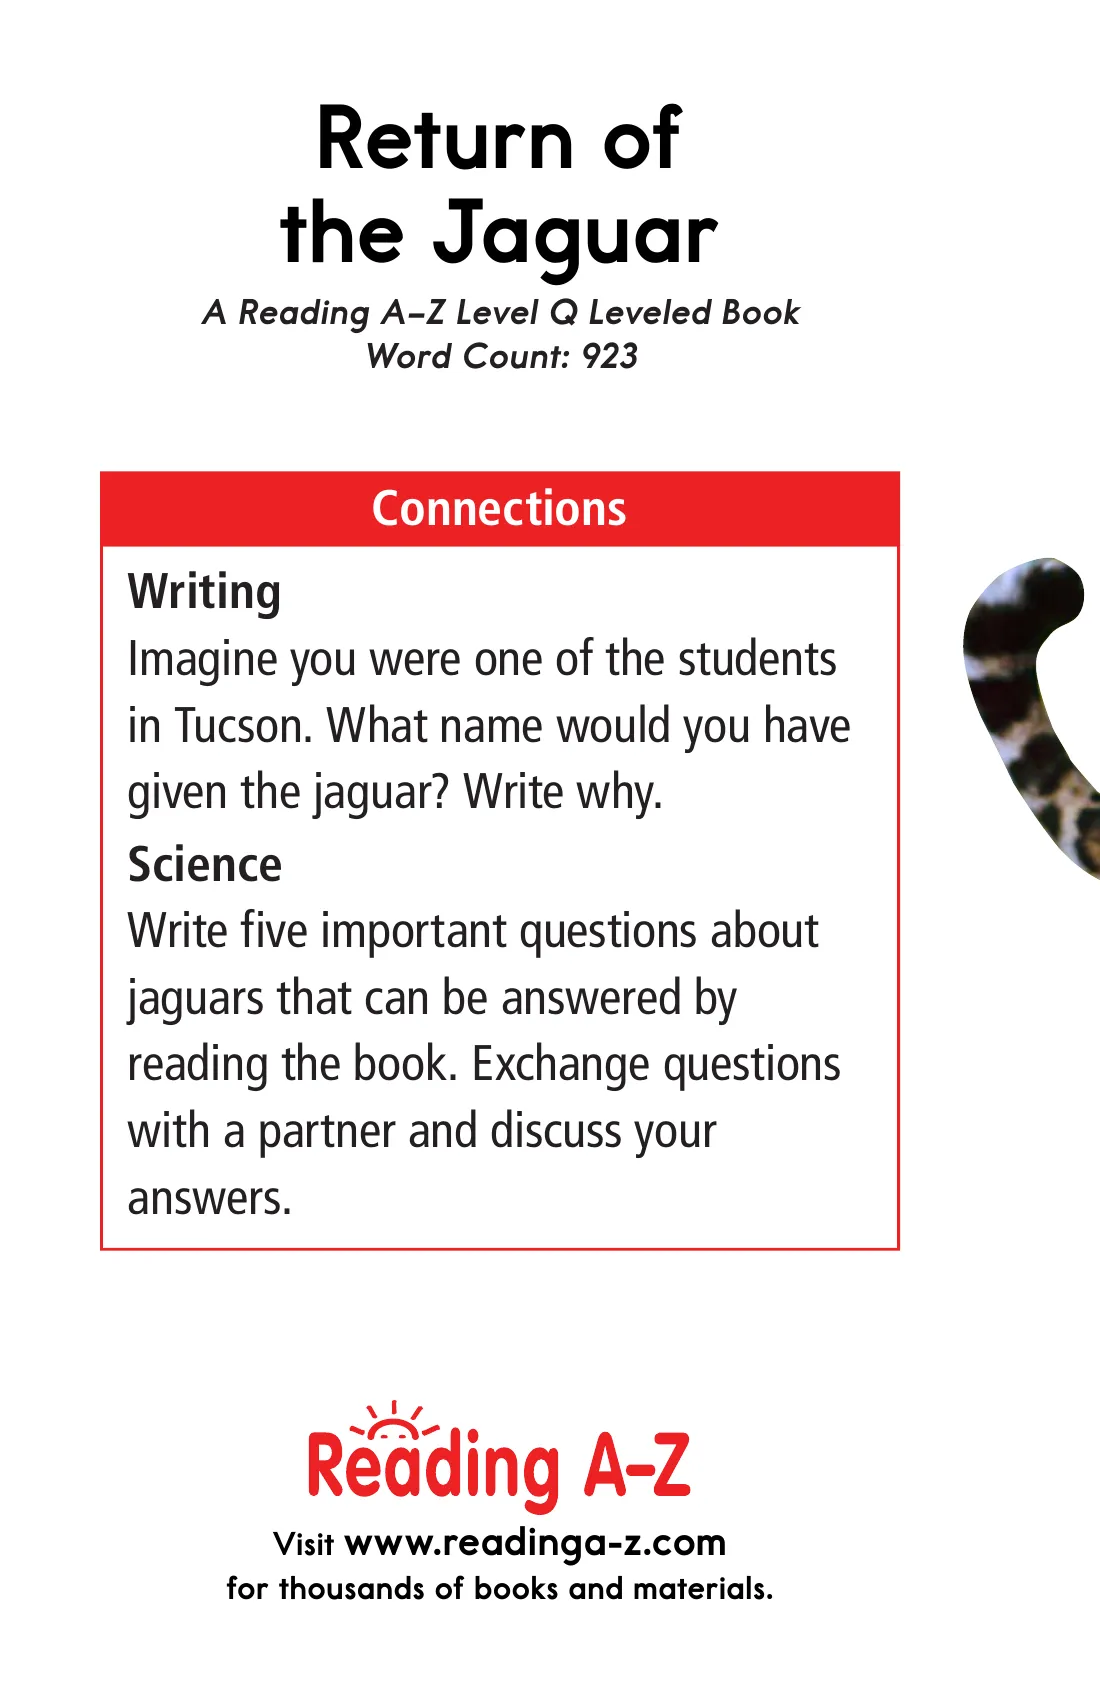 Return of
the Jaguar
A Reading A–Z Level Q Leveled Book
Word Count: 923
Connections
Writing
Imagine you were one of the students
in Tucson. What name would you have
given the jaguar? Write why.
Science
Write five important questions about
jaguars that can be answered by
reading the book. Exchange questions
with a partner and discuss your
answers.
Reading A–Z
Visit www.readinga-z.com
for thousands of books and materials.